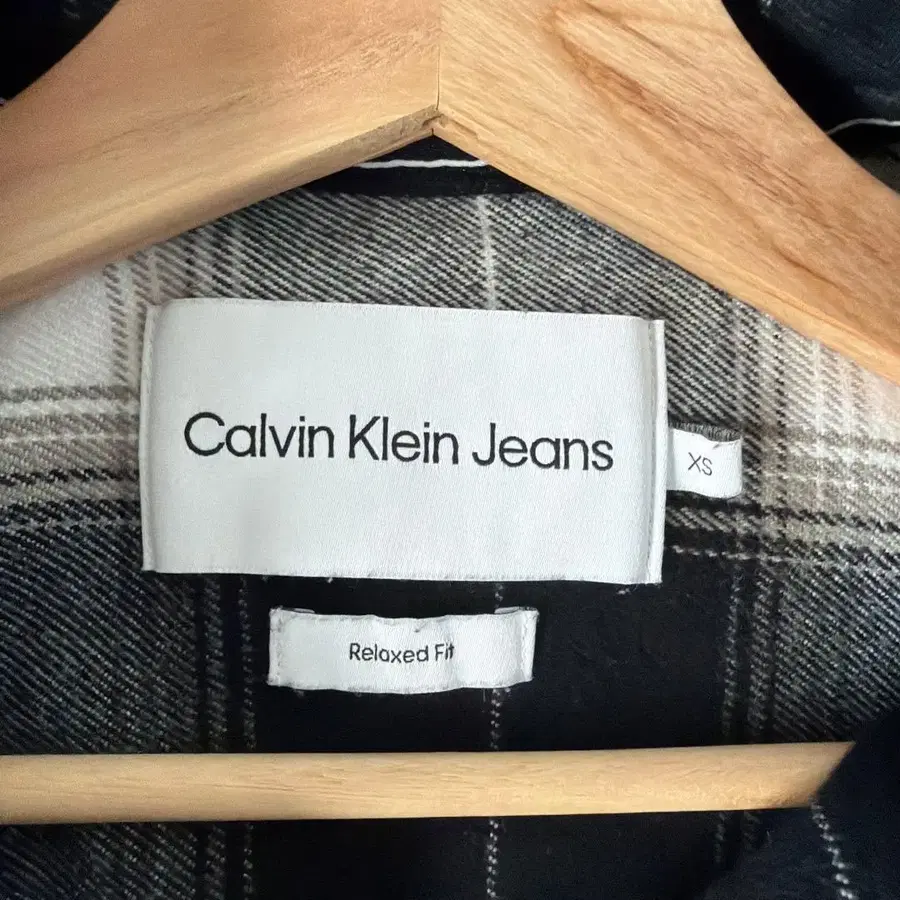 Calvin Klein Jeans
XS
Relaxed Fit